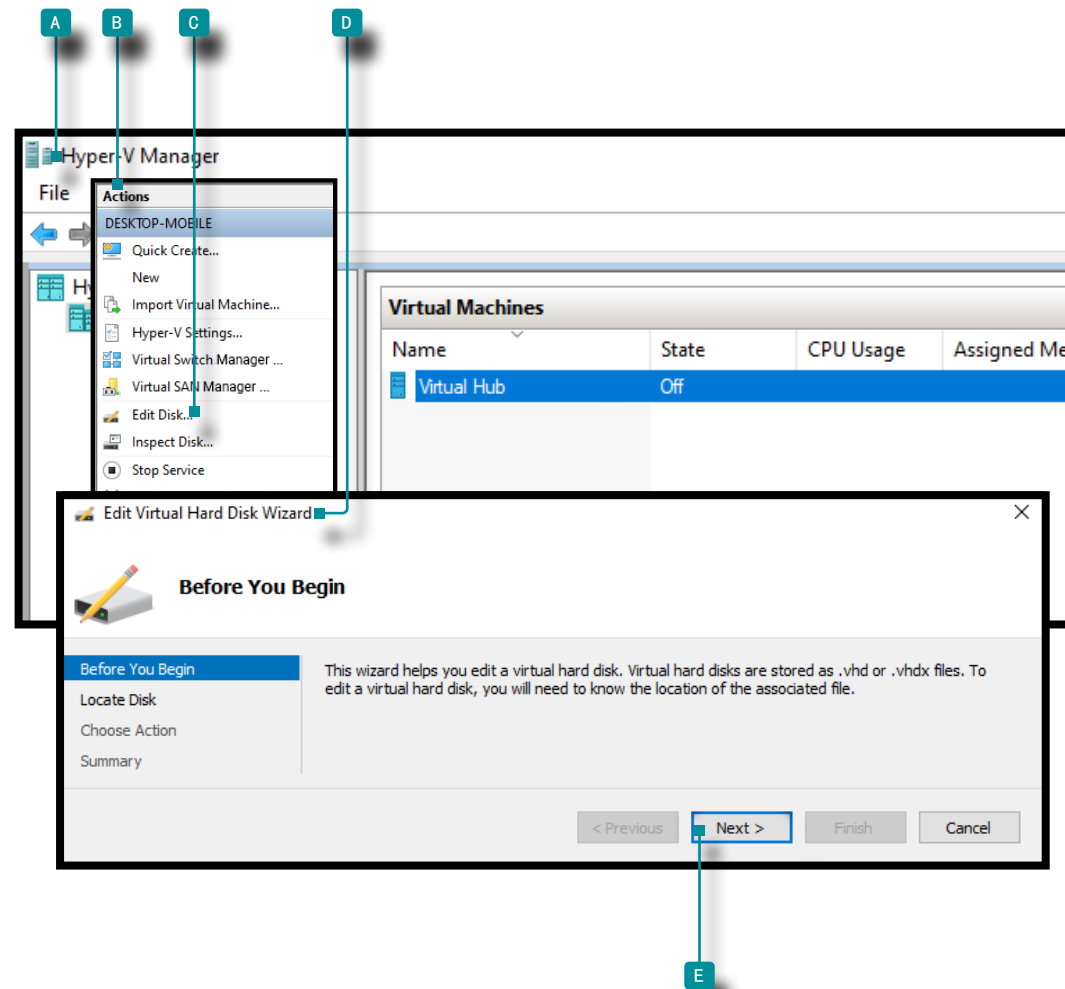 A B C D
Hyper-V Manager
File
Actions
DESKTOP-MOBILE
Quick Create...
New
Import Virtual Machine...
Hyper-V Settings...
Virtual Switch Manager ...
Virtual SAN Manager ...
Edit Disk...
Inspect Disk...
Stop Service
Virtual Machines
Name State CPU Usage Assigned Me
Virtual Hub Off
Edit Virtual Hard Disk Wizard
Before You Begin
Before You Begin
Locate Disk
Choose Action
Summary
This wizard helps you edit a virtual hard disk. Virtual hard disks are stored as .vhd or .vhdx files. To
edit a virtual hard disk, you will need to know the location of the associated file.
< Previous Next > Finish Cancel
E